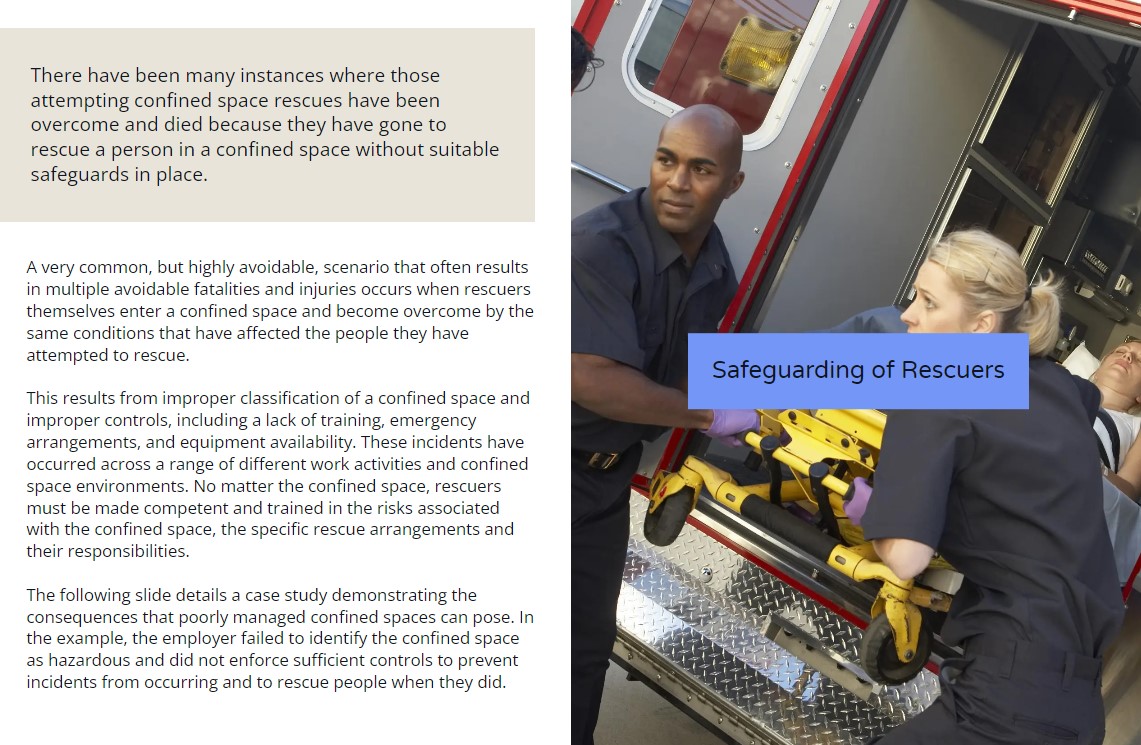 There have been many instances where those
attempting confined space rescues have been
overcome and died because they have gone to
rescue a person in a confined space without suitable
safeguards in place.
A very common, but highly avoidable, scenario that often results
in multiple avoidable fatalities and injuries occurs when rescuers
themselves enter a confined space and become overcome by the
same conditions that have affected the people they have
attempted to rescue.
This results from improper classification of a confined space and
improper controls, including a lack of training, emergency
arrangements, and equipment availability. These incidents have
occurred across a range of different work activities and confined
space environments. No matter the confined space, rescuers
must be made competent and trained in the risks associated
with the confined space, the specific rescue arrangements and
their responsibilities.
The following slide details a case study demonstrating the
consequences that poorly managed confined spaces can pose. In
the example, the employer failed to identify the confined space
as hazardous and did not enforce sufficient controls to prevent
incidents from occurring and to rescue people when they did.
Safeguarding of Rescuers